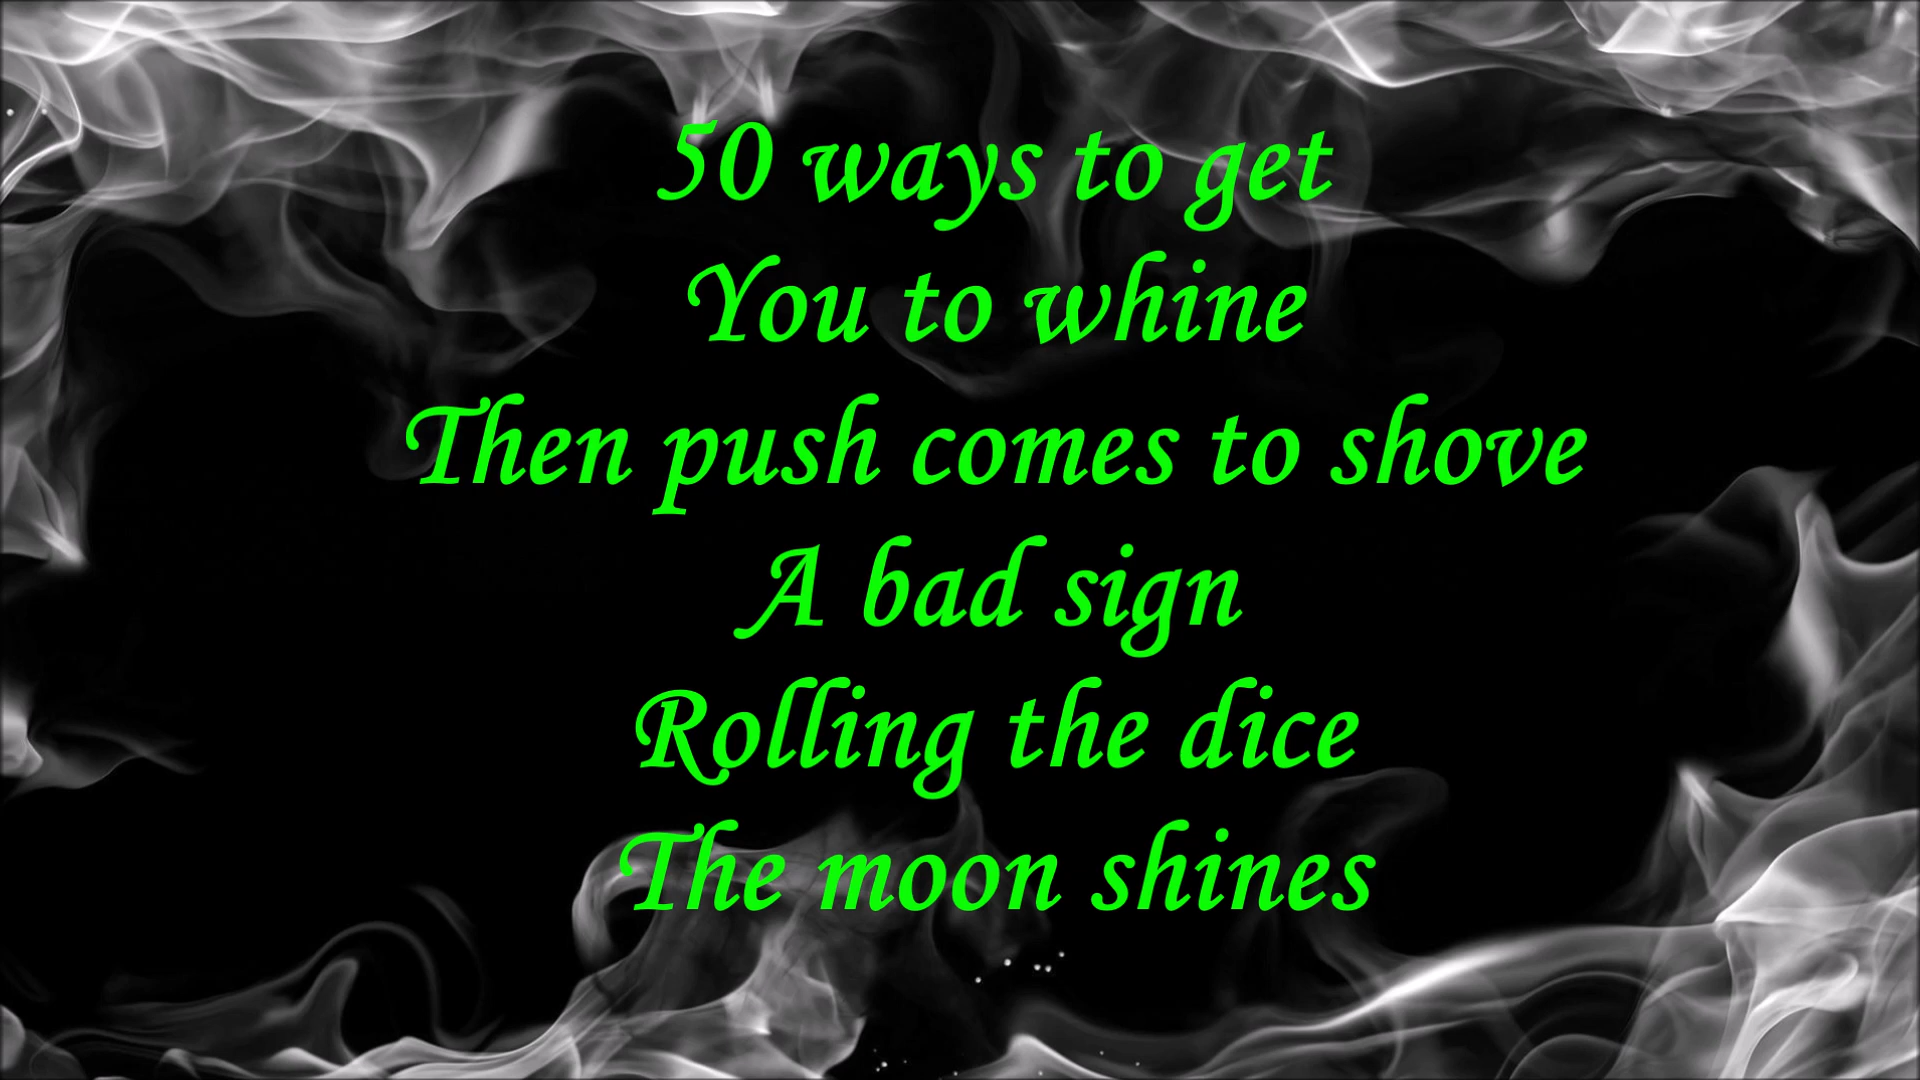 50 ways to get
You to whine
Then push comes to shove
A bad sign
Rolling the dice
The moon shines